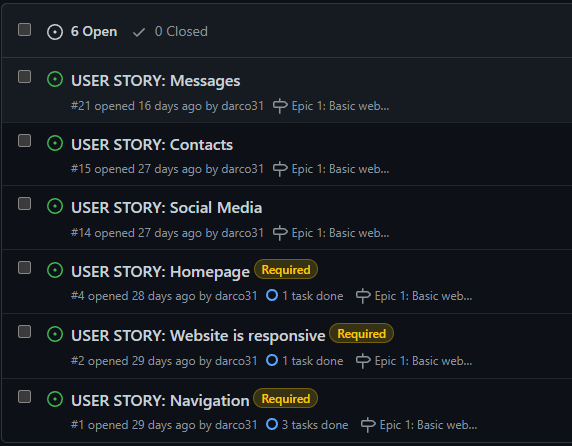 6 Open 0 Closed
USER STORY: Messages
#21 opened 16 days ago by darco31 Epic 1: Basic web...
USER STORY: Contacts
#15 opened 27 days ago by darco31 Epic 1: Basic web...
USER STORY: Social Media
#14 opened 27 days ago by darco31 Epic 1: Basic web...
USER STORY: Homepage Required
#4 opened 28 days ago by darco31 1 task done Epic 1: Basic web...
USER STORY: Website is responsive Required
#2 opened 29 days ago by darco31 1 task done Epic 1: Basic web...
USER STORY: Navigation Required
#1 opened 29 days ago by darco31 3 tasks done Epic 1: Basic web...